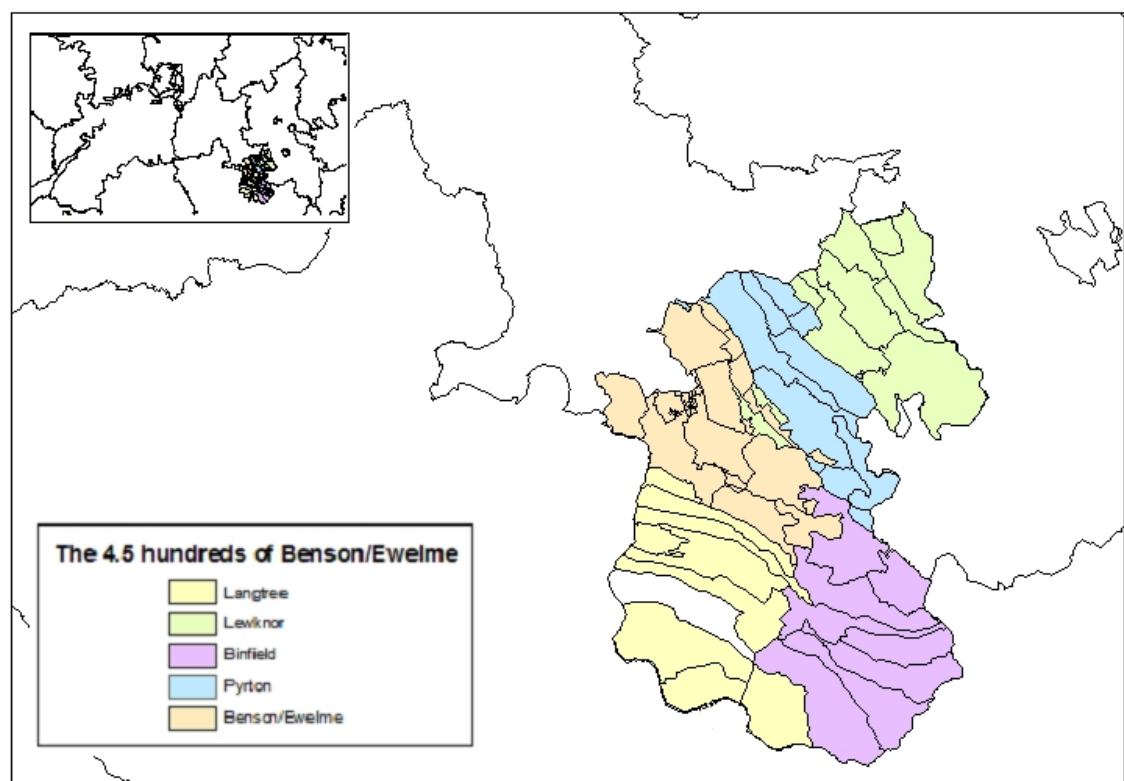 The 4.5 hundreds of Benson/Ewelme
Langtree
Lewknor
Binfield
Pyrton
Benson/Ewelme